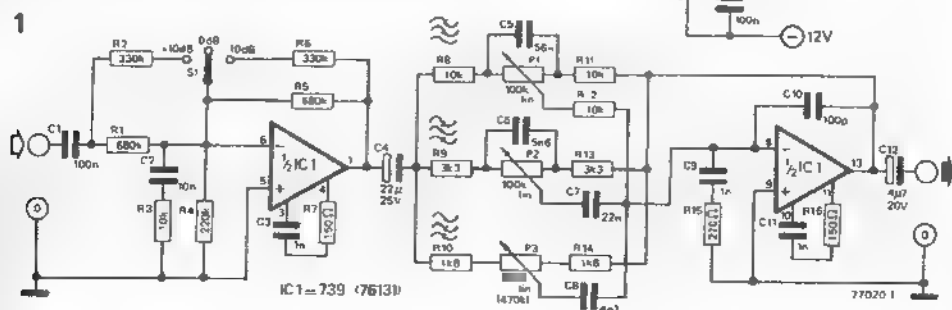 1
100n
12V
R2
330k
+10dB
0dB
10dB
S1
R6
330k
R5
680k
C1
100n
R1
680k
C2
10n
R3
10k
R4
220k
6
5
½ IC1
1
3
4
C3
1n
R7
150Ω
IC1 = 739 (76131)
C4
22µ
25V
R8
10k
C5
56n
P1
100k
lin
R11
10k
R12
10k
R9
3k3
C6
5n6
P2
100k
lin
R13
3k3
C7
22n
R10
1k8
P3
lin
(470k)
R14
1k8
C8
C9
1n
R15
270Ω
C10
100p
8
9
½ IC1
13
10
11
C11
1n
R16
150Ω
C12
4µ7
20V
0
0
77020 1